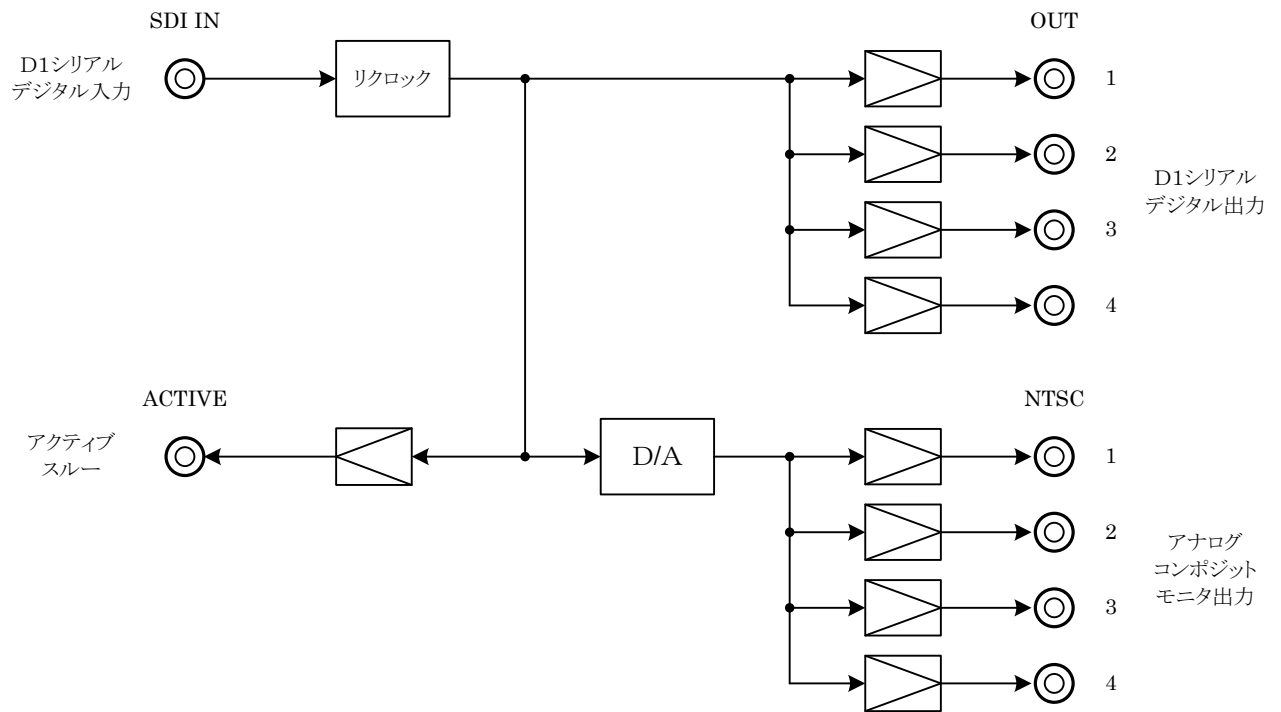 SDI IN
OUT
D1シリアル
デジタル入力
リクロック
1
2
D1シリアル
デジタル出力
3
4
ACTIVE
NTSC
アクティブ
スルー
D/A
1
2
アナログ
コンポジット
モニタ出力
3
4